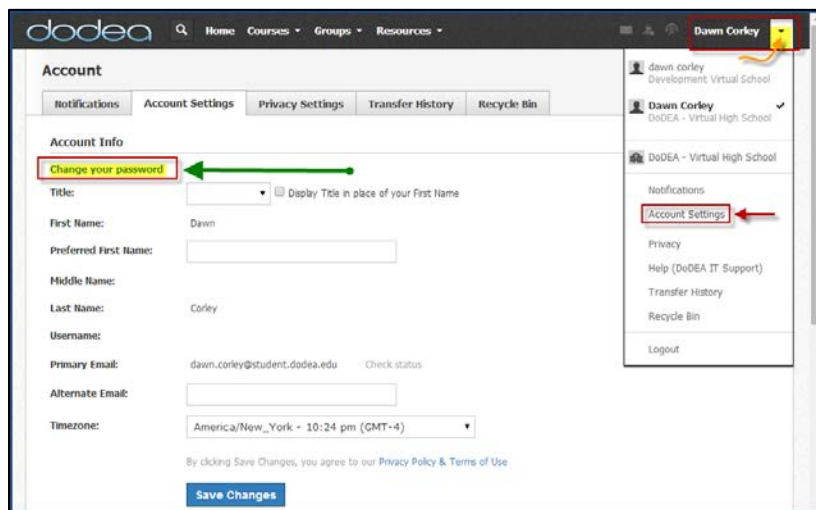 dodea Home Courses Groups Resources Dawn Corley
Account
Notifications Account Settings Privacy Settings Transfer History Recycle Bin
Account Info
Change your password
Title: Display Title in place of your First Name
First Name: Dawn
Preferred First Name:
Middle Name:
Last Name: Corley
Username:
Primary Email: dawn.corley@student.dodea.edu Check status
Alternate Email:
Timezone: America/New_York - 10:24 pm (GMT-4)
By clicking Save Changes, you agree to our Privacy Policy & Terms of Use
Save Changes
dawn corley
Development Virtual School
Dawn Corley
DoDEA - Virtual High School
DoDEA - Virtual High School
Notifications
Account Settings
Privacy
Help (DoDEA IT Support)
Transfer History
Recycle Bin
Logout